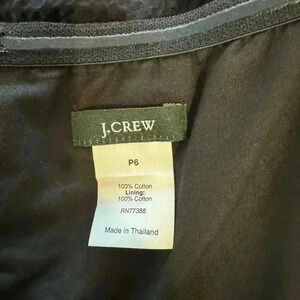 J.CREW
P6
100% Cotton
Lining:
100% Cotton
RN77388
Made in Thailand